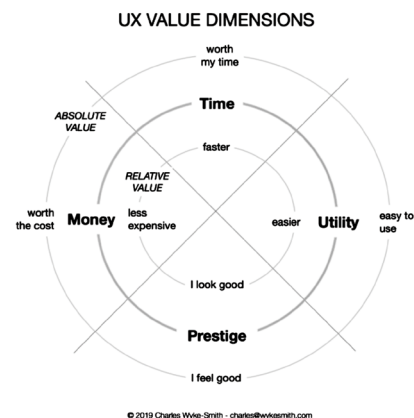 UX VALUE DIMENSIONS
worth
my time
Time
ABSOLUTE
VALUE
faster
RELATIVE
VALUE
worth
the cost
Money
less
expensive
easier
Utility
easy to
use
I look good
Prestige
I feel good
© 2019 Charles Wyke-Smith - charles@wykesmith.com